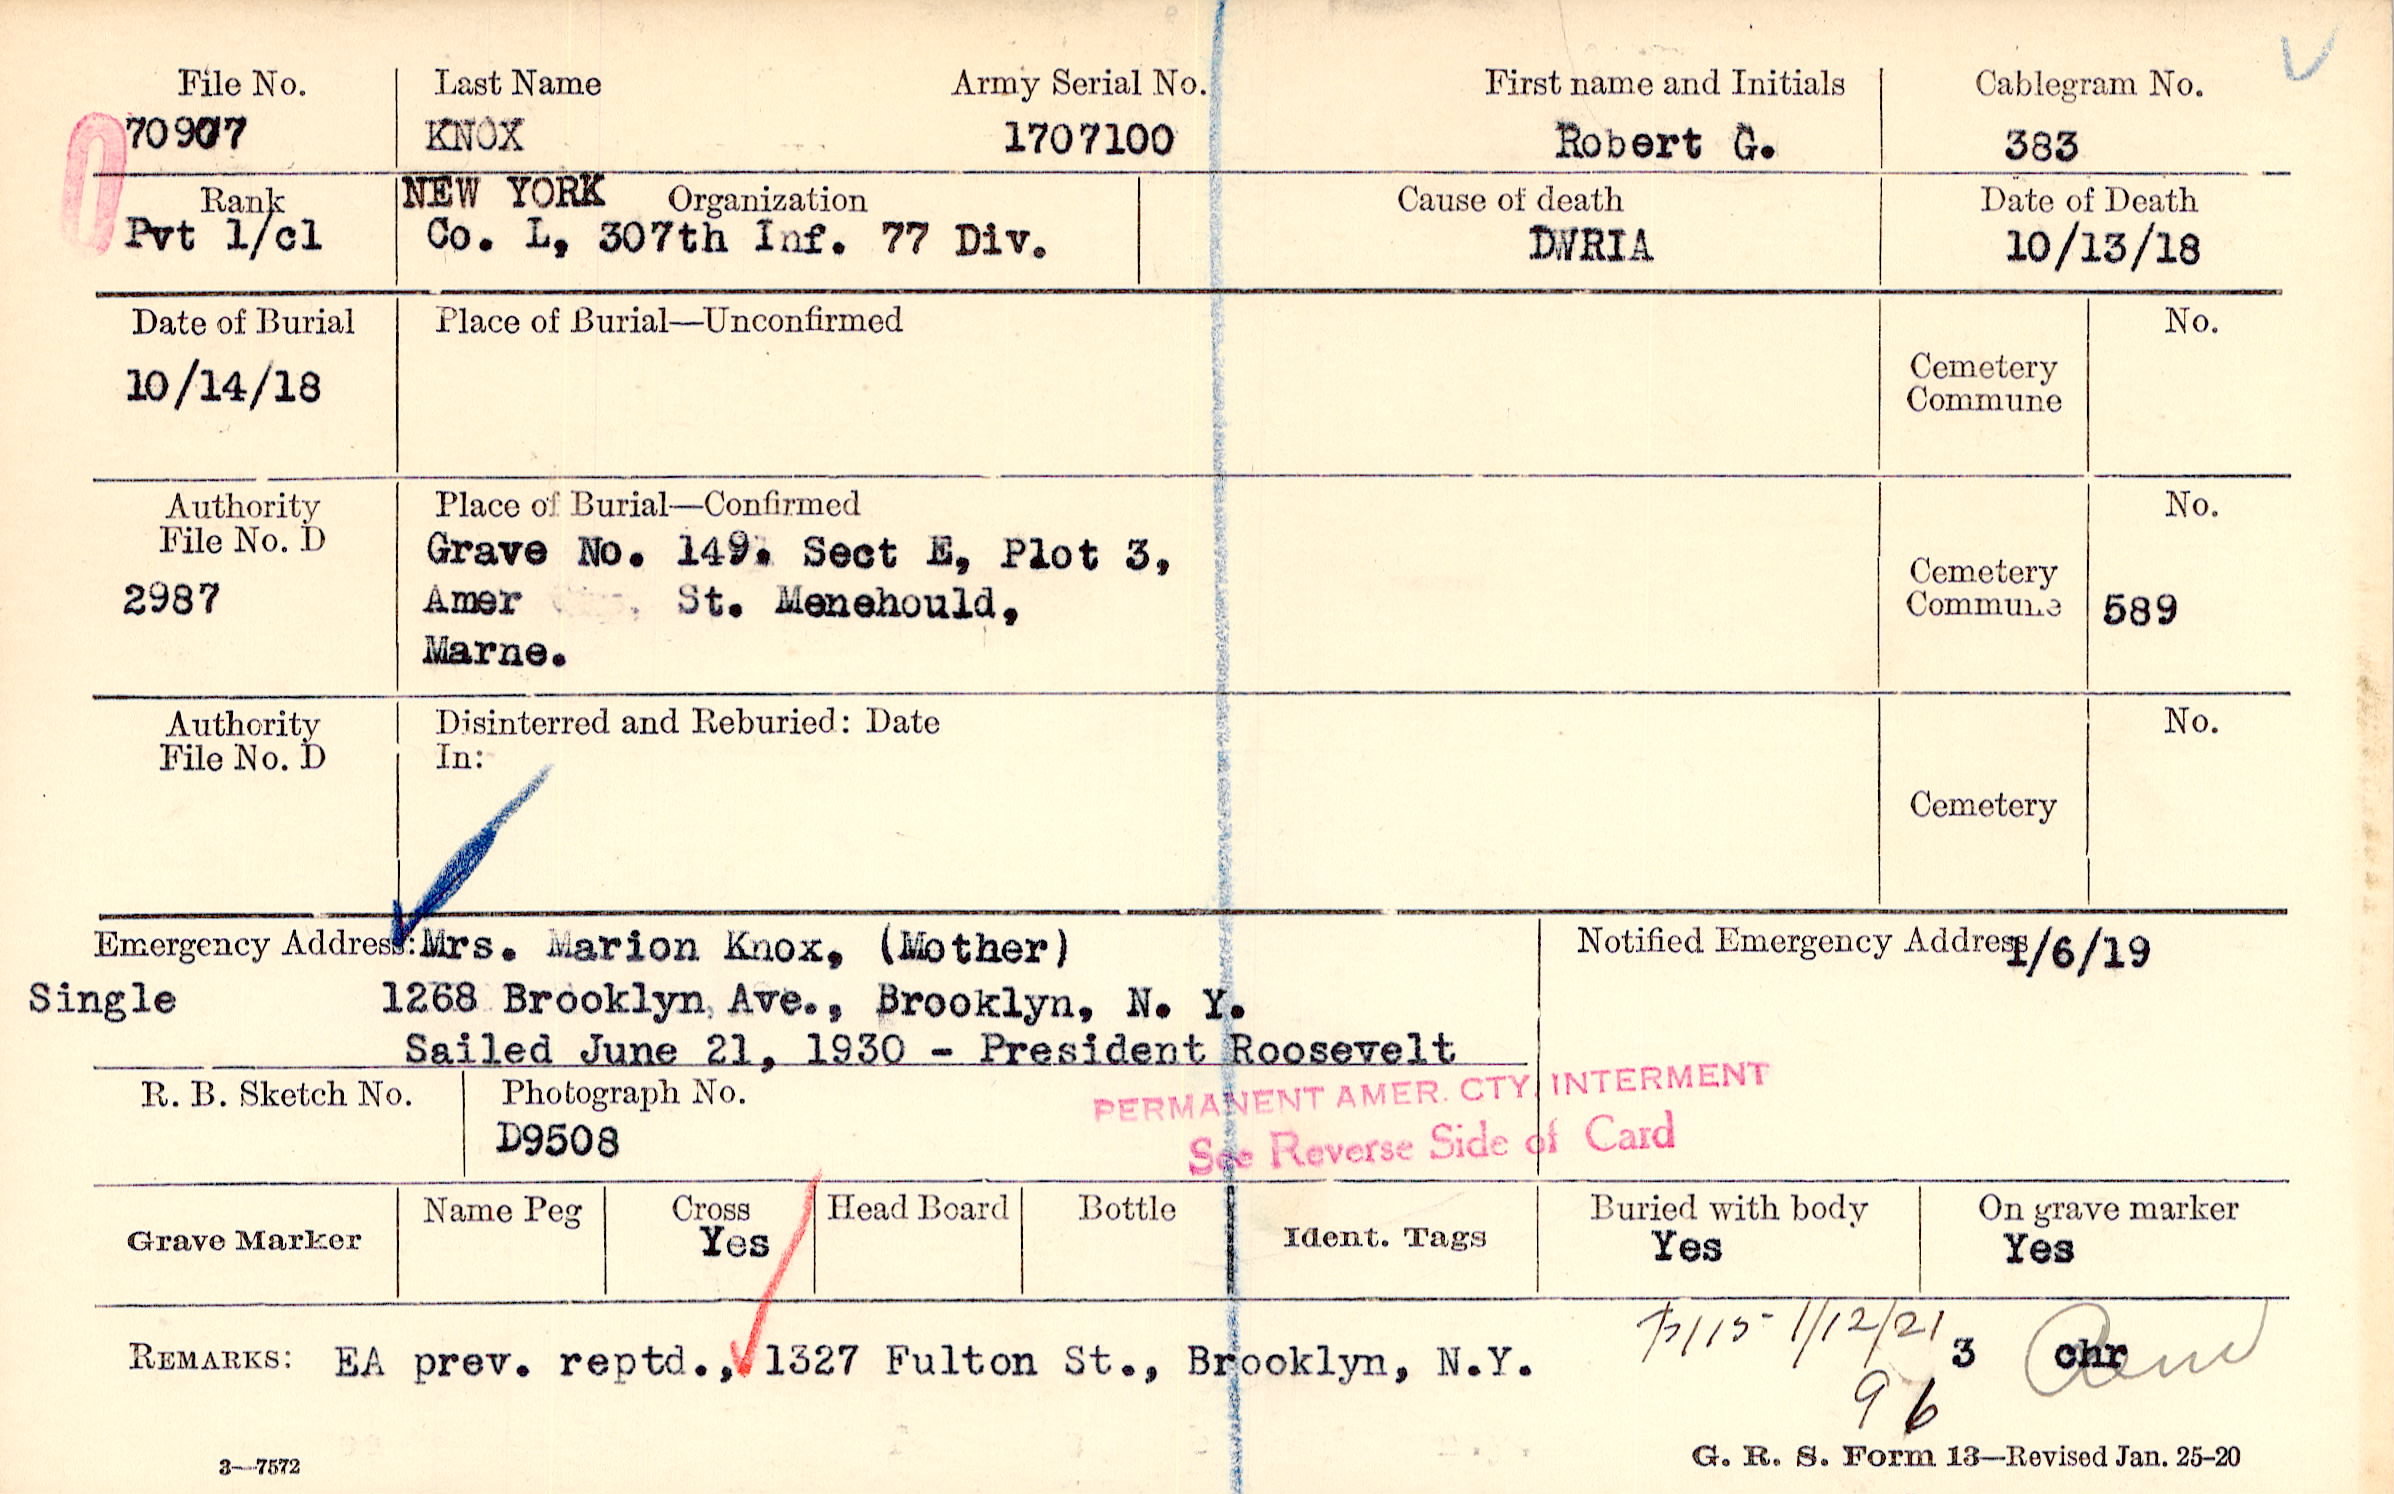 File No. Last Name Army Serial No. First name and Initials Cablegram No.
70907 KNOX 1707100 Robert G. 383
Rank NEW YORK Organization Cause of death Date of Death
Pvt 1/cl Co. L, 307th Inf. 77 Div. DWRIA 10/13/18
Date of Burial Place of Burial—Unconfirmed No.
10/14/18 Cemetery
Commune
Authority Place of Burial—Confirmed No.
File No. D Grave No. 149. Sect E, Plot 3,
2987 Amer St. Menehould, Cemetery
Commune 589
Marne.
Authority Disinterred and Reburied: Date No.
File No. D In:
Cemetery
Emergency Address: Mrs. Marion Knox, (Mother) Notified Emergency Address 1/6/19
Single 1268 Brooklyn Ave., Brooklyn, N. Y.
Sailed June 21, 1930 - President Roosevelt
R. B. Sketch No. Photograph No. PERMANENT AMER. CTY. INTERMENT
D9508 See Reverse Side of Card
Grave Marker Name Peg Cross Head Board Bottle Ident. Tags Buried with body On grave marker
Yes Yes Yes
1/12/21
REMARKS: EA prev. reptd., 1327 Fulton St., Brooklyn, N.Y. 3 chr
96
3—7572 G. R. S. Form 13—Revised Jan. 25-20